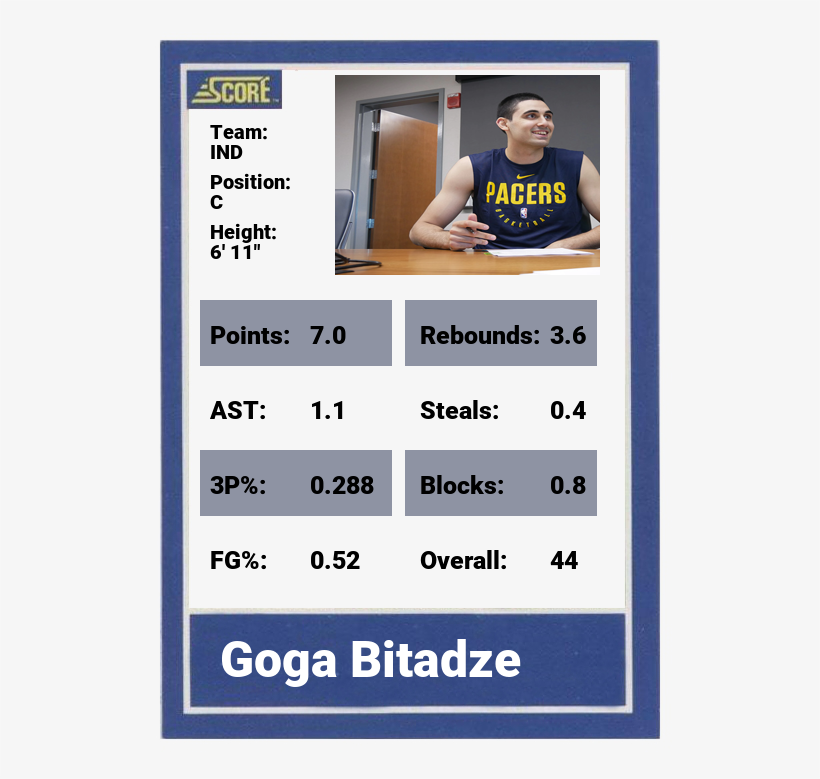 SCORE
Team:
IND
Position:
C
Height:
6' 11"
PACERS
BASKETBALL
Points: 7.0 Rebounds: 3.6
AST: 1.1 Steals: 0.4
3P%: 0.288 Blocks: 0.8
FG%: 0.52 Overall: 44
Goga Bitadze